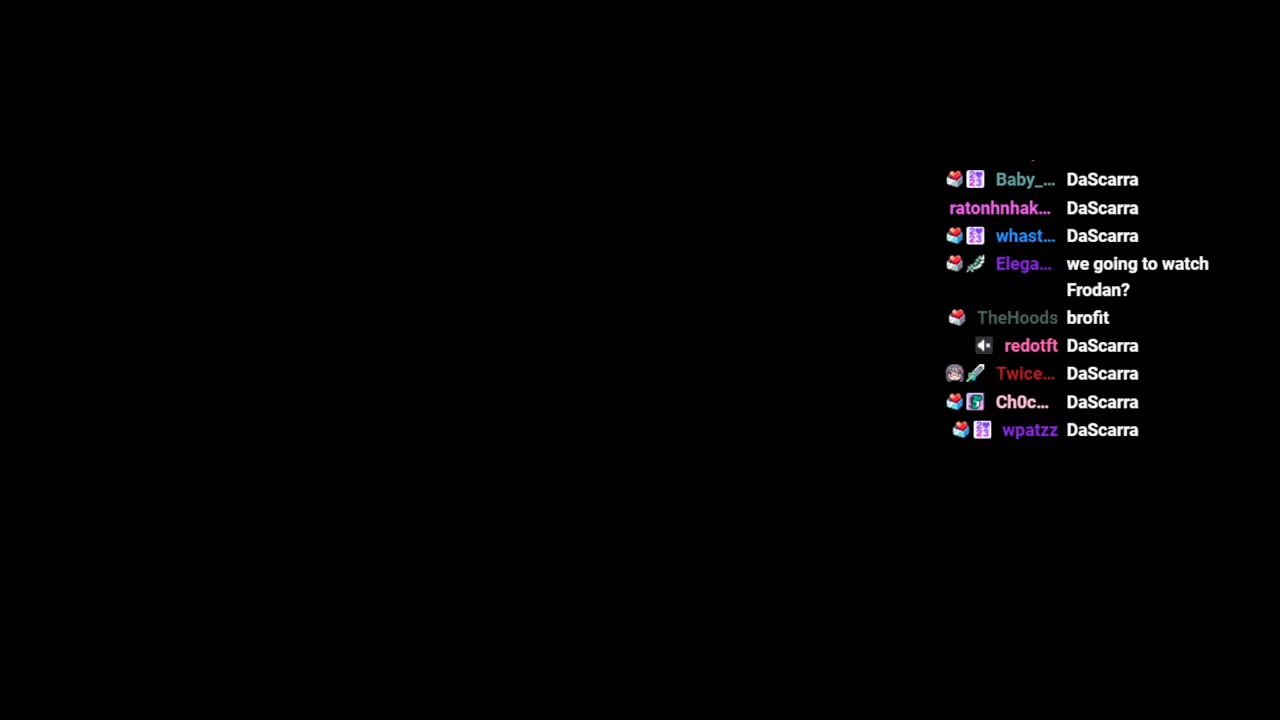 Baby_... DaScarra
ratonhnhak... DaScarra
whast... DaScarra
Elega... we going to watch
Frodan?
TheHoods brofit
redotft DaScarra
Twice... DaScarra
Ch0c... DaScarra
wpatzz DaScarra